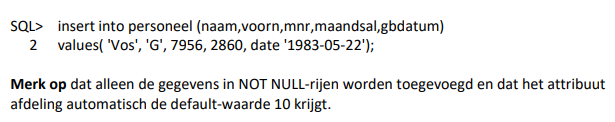 SQL> insert into personeel (naam,voorn,mnr,maandsal,gbdatum)
2 values( 'Vos', 'G', 7956, 2860, date '1983-05-22');
Merk op dat alleen de gegevens in NOT NULL-rijen worden toegevoegd en dat het attribuut
afdeling automatisch de default-waarde 10 krijgt.